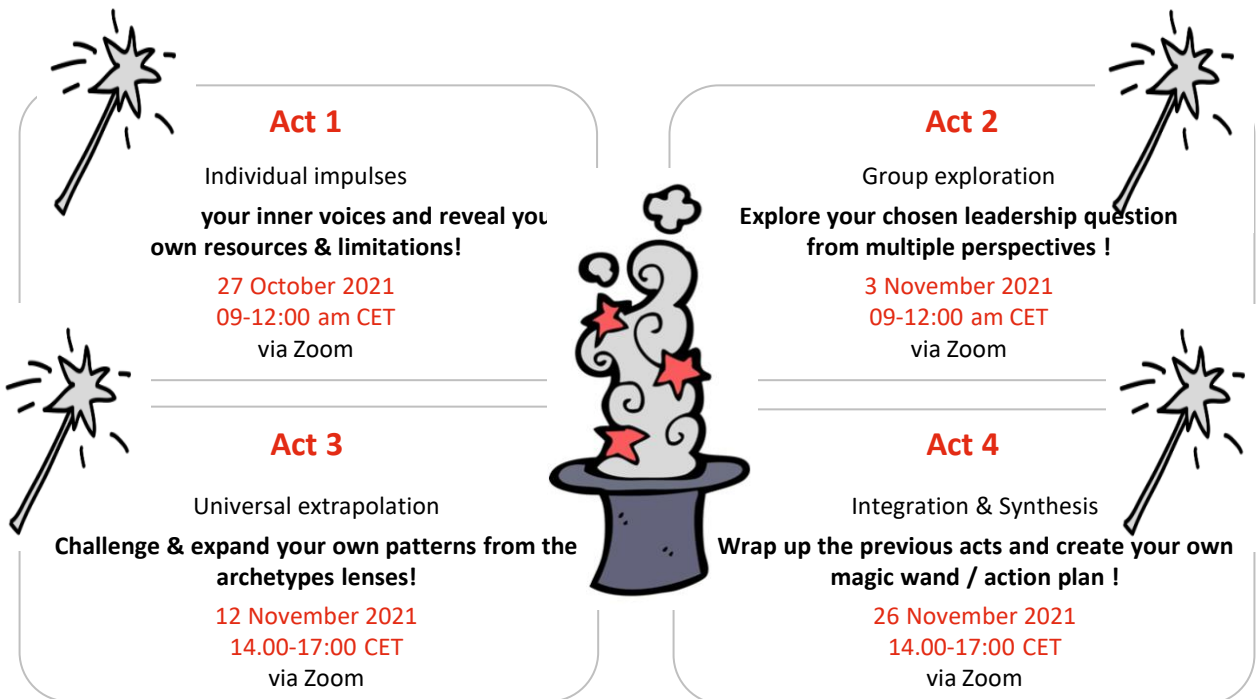 Act 1
Individual impulses
your inner voices and reveal you
own resources & limitations!
27 October 2021
09-12:00 am CET
via Zoom
Act 2
Group exploration
Explore your chosen leadership question
from multiple perspectives !
3 November 2021
09-12:00 am CET
via Zoom
Act 3
Universal extrapolation
Challenge & expand your own patterns from the
archetypes lenses!
12 November 2021
14.00-17:00 CET
via Zoom
Act 4
Integration & Synthesis
Wrap up the previous acts and create your own
magic wand / action plan !
26 November 2021
14.00-17:00 CET
via Zoom